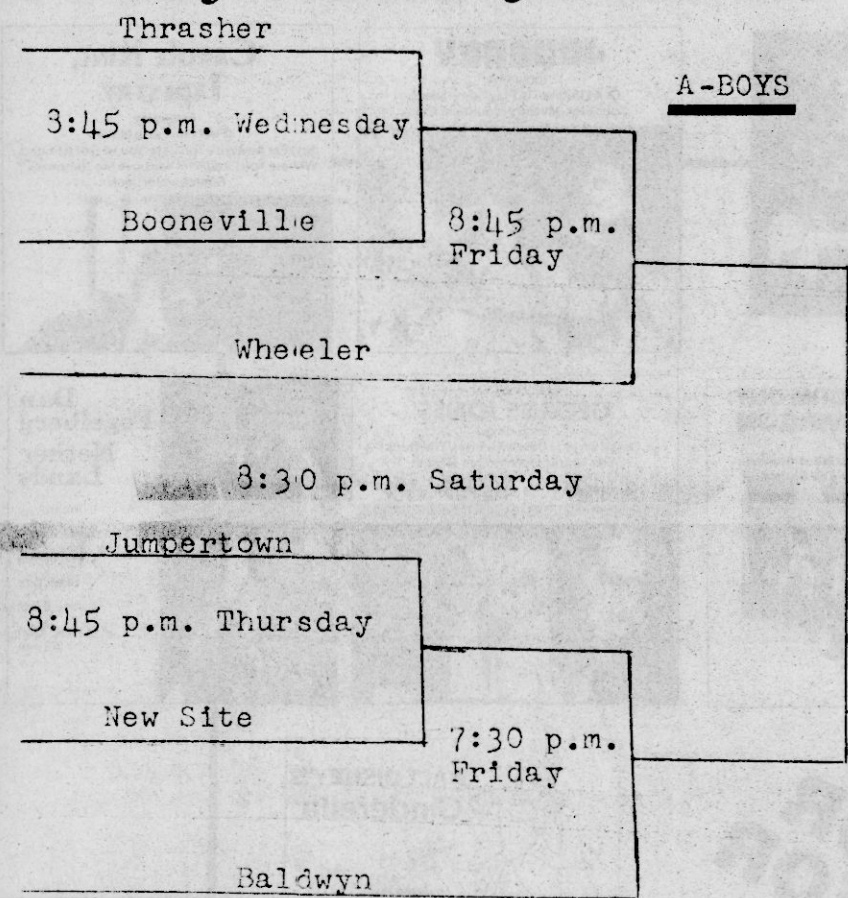 Thrasher
A-BOYS
8:45 p.m. Wednesday
Booneville
8:45 p.m.
Friday
Wheeler
8:30 p.m. Saturday
Jumpertown
8:45 p.m. Thursday
New Site
7:30 p.m.
Friday
Baldwyn